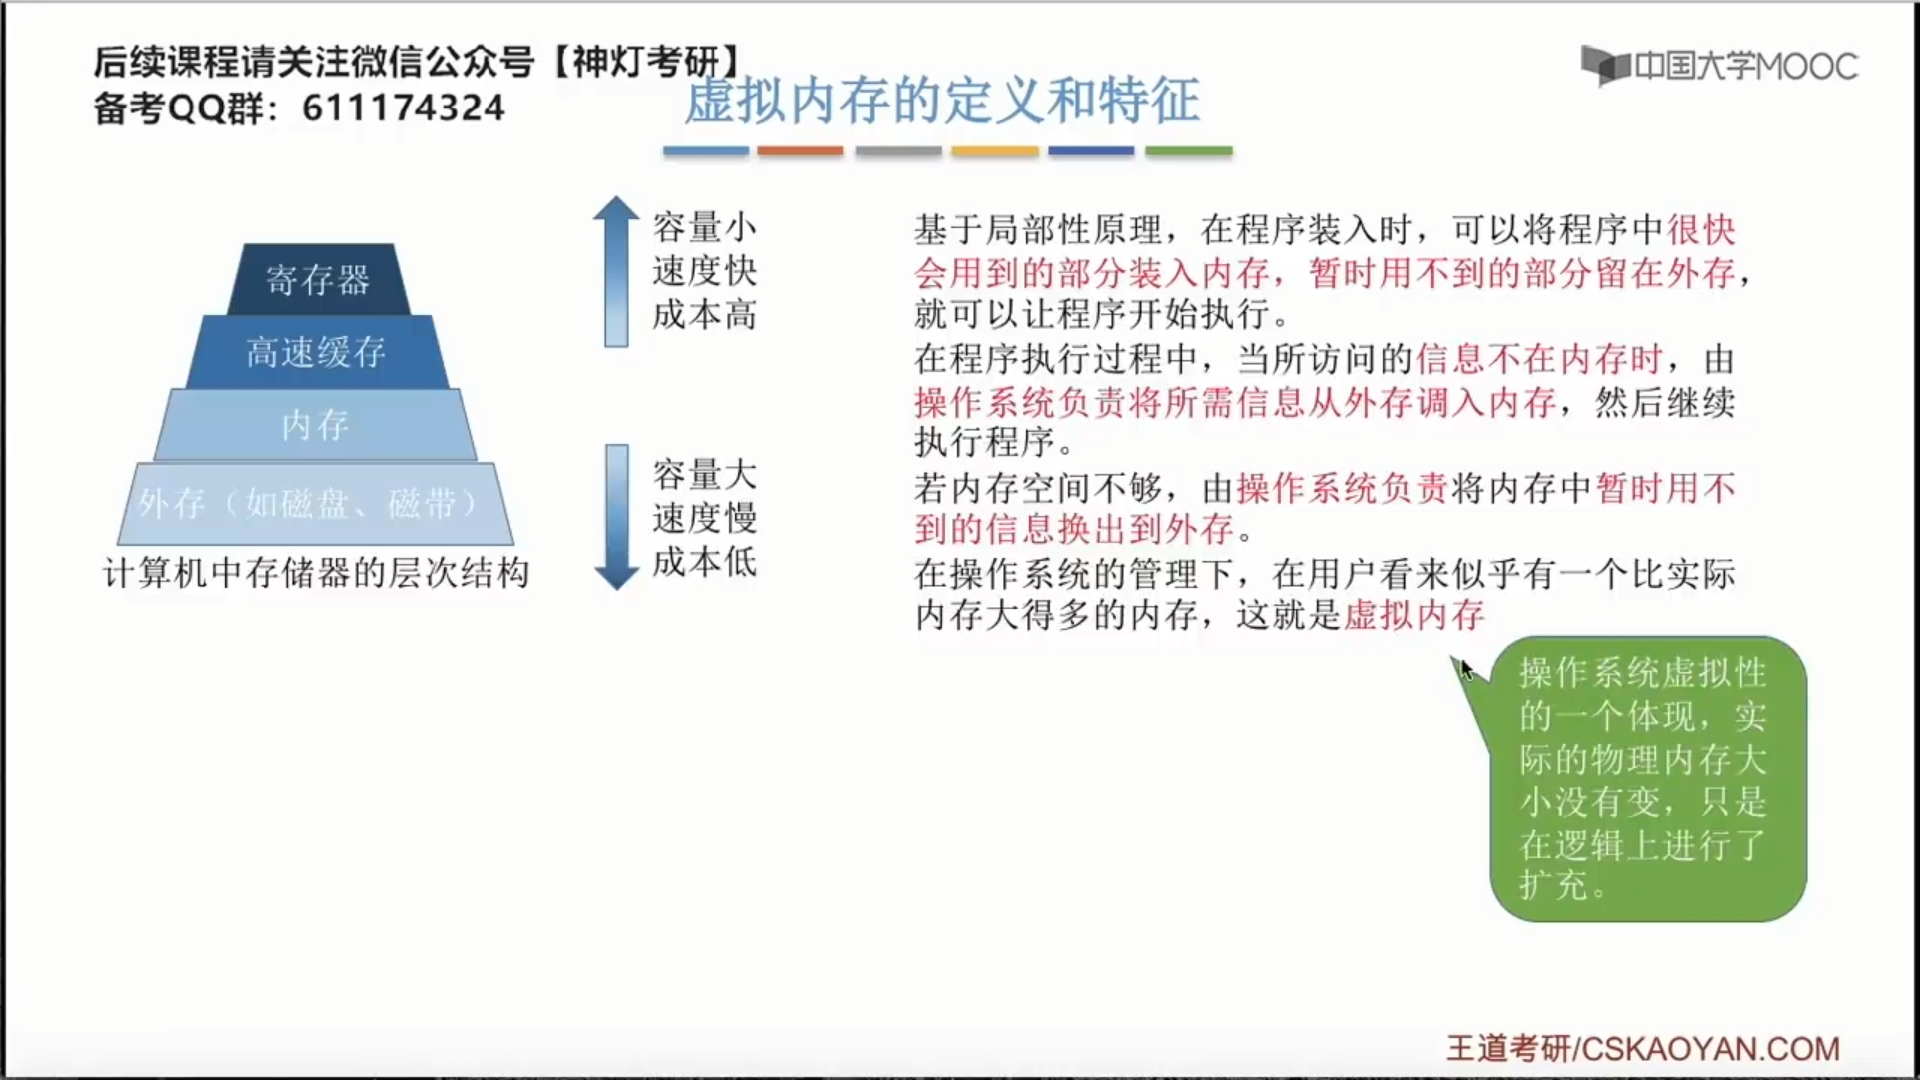 后续课程请关注微信公众号【神灯考研】
备考QQ群：611174324
中国大学MOOC
虚拟内存的定义和特征
寄存器
高速缓存
内存
外存（如磁盘、磁带）
计算机中存储器的层次结构
容量小
速度快
成本高
容量大
速度慢
成本低
基于局部性原理，在程序装入时，可以将程序中很快
会用到的部分装入内存，暂时用不到的部分留在外存，
就可以让程序开始执行。
在程序执行过程中，当所访问的信息不在内存时，由
操作系统负责将所需信息从外存调入内存，然后继续
执行程序。
若内存空间不够，由操作系统负责将内存中暂时用不
到的信息换出到外存。
在操作系统的管理下，在用户看来似乎有一个比实际
内存大得多的内存，这就是虚拟内存
操作系统虚拟性
的一个体现，实
际的物理内存大
小没有变，只是
在逻辑上进行了
扩充。
王道考研/CSKAOYAN.COM